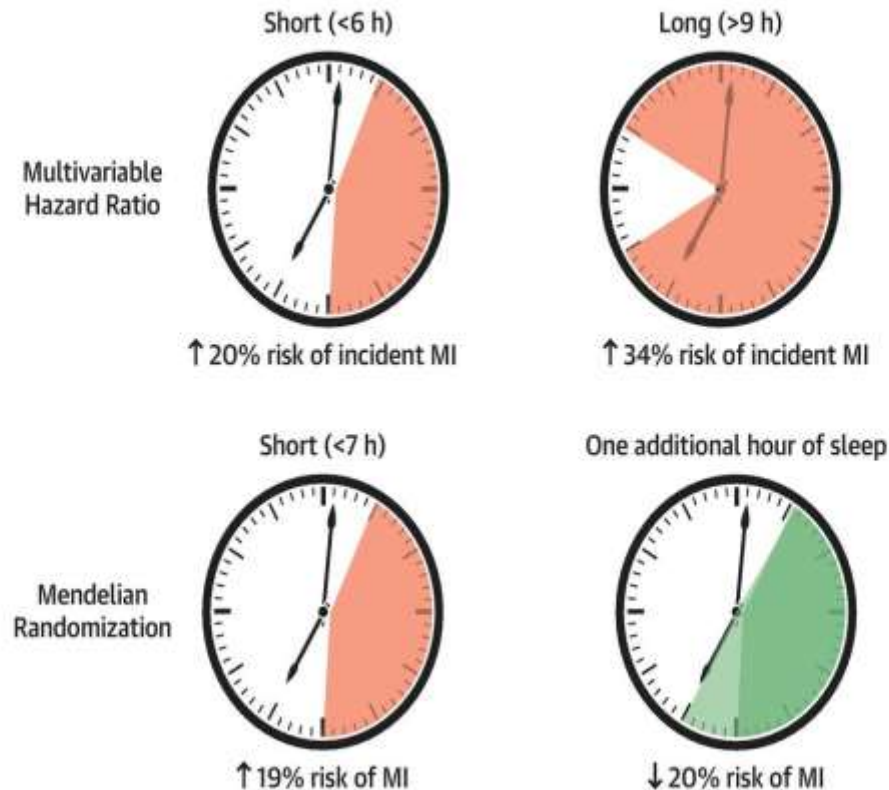 Short (<6 h)
Long (>9 h)
Multivariable
Hazard Ratio
↑20% risk of incident MI
↑34% risk of incident MI
Short (<7 h)
One additional hour of sleep
Mendelian
Randomization
↑19% risk of MI
↓20% risk of MI